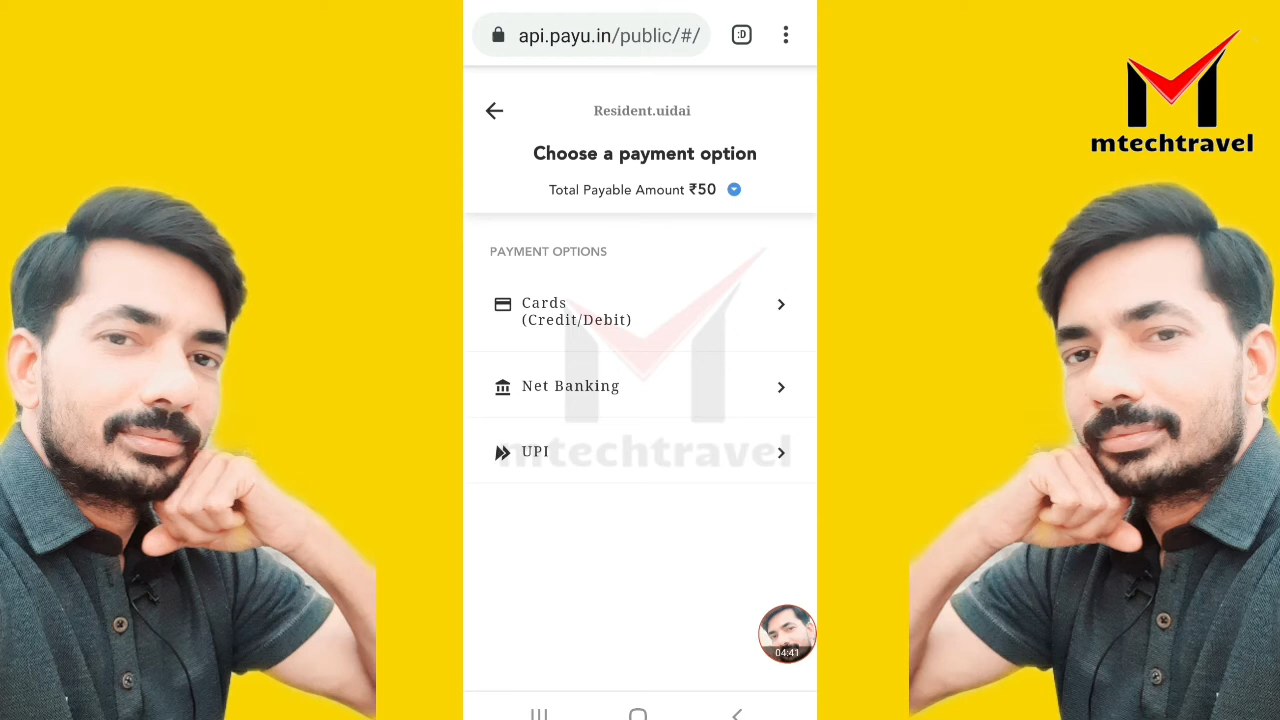 api.payu.in/public/#/
:D
Resident.uidai
Choose a payment option
Total Payable Amount ₹50
PAYMENT OPTIONS
Cards
(Credit/Debit)
Net Banking
UPI
mtechtravel
04:41
mtechtravel